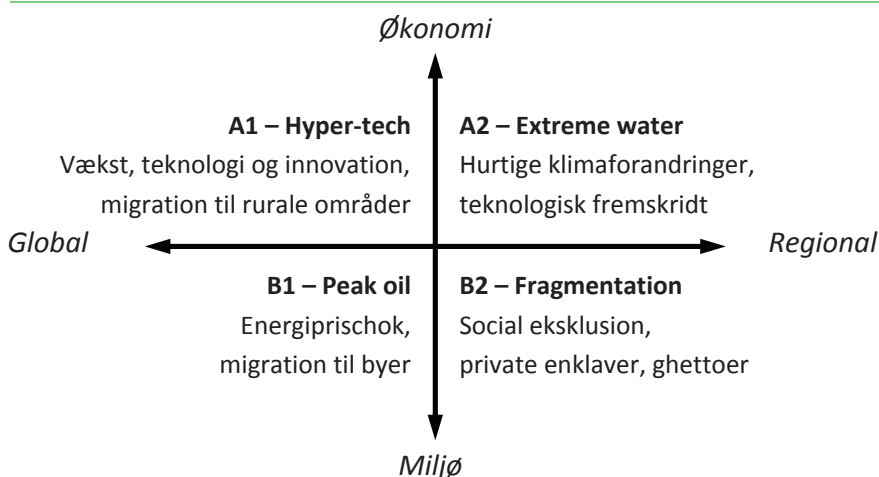 Økonomi
A1 – Hyper-tech
Vækst, teknologi og innovation,
migration til rurale områder
A2 – Extreme water
Hurtige klimaforandringer,
teknologisk fremskridt
Global
Regional
B1 – Peak oil
Energiprischok,
migration til byer
B2 – Fragmentation
Social eksklusion,
private enklaver, ghettoer
Miljø